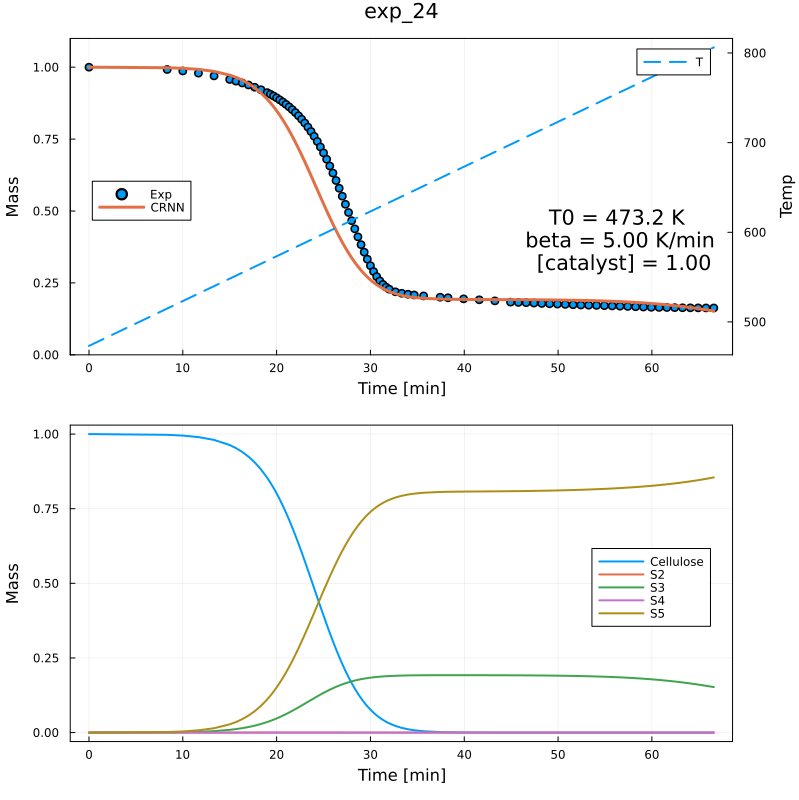 exp_24
1.00
0.75
0.50
0.25
0.00
Mass
T
800
700
600
500
Temp
Exp
CRNN
T0 = 473.2 K
beta = 5.00 K/min
[catalyst] = 1.00
0 10 20 30 40 50 60
Time [min]
1.00
0.75
0.50
0.25
0.00
Mass
Cellulose
S2
S3
S4
S5
0 10 20 30 40 50 60
Time [min]